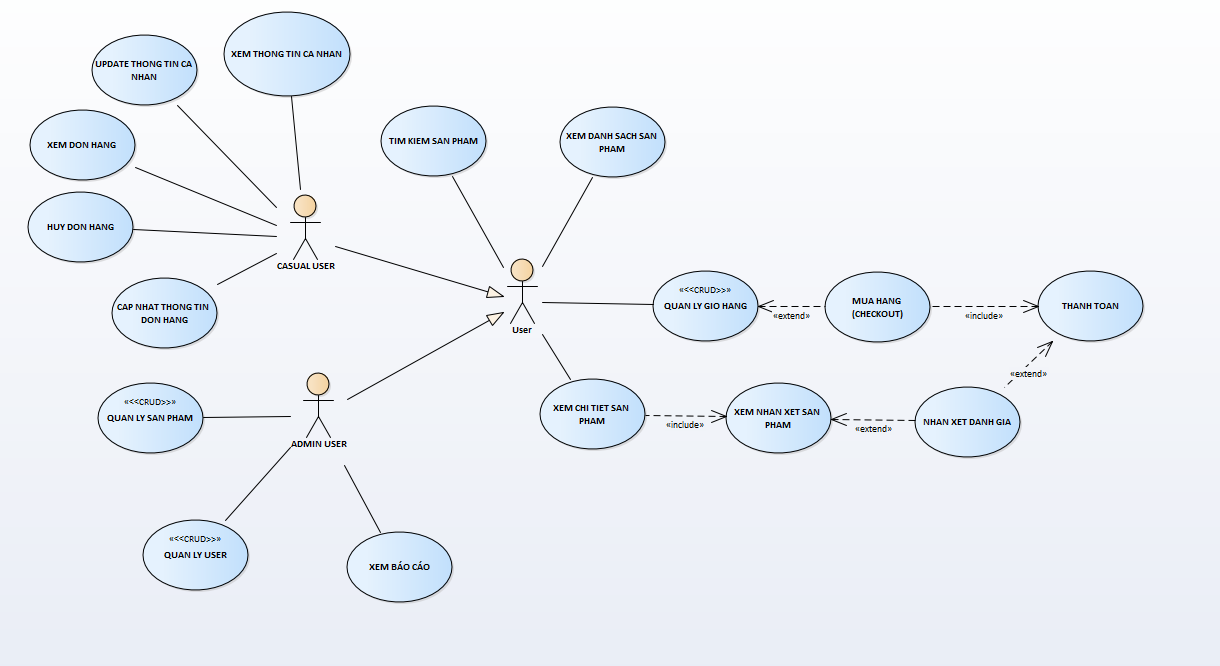 XEM THONG TIN CA NHAN
UPDATE THONG TIN CA
NHAN
XEM DON HANG
HUY DON HANG
CAP NHAT THONG TIN
DON HANG
CASUAL USER
TIM KIEM SAN PHAM
XEM DANH SACH SAN
PHAM
User
«<<CRUD>>»
QUAN LY GIO HANG
«extend»
MUA HANG
(CHECKOUT)
«include»
THANH TOAN
«extend»
XEM CHI TIET SAN
PHAM
«include»
XEM NHAN XET SAN
PHAM
«extend»
NHAN XET DANH GIA
«<<CRUD>>»
QUAN LY SAN PHAM
ADMIN USER
«<<CRUD>>»
QUAN LY USER
XEM BÁO CÁO